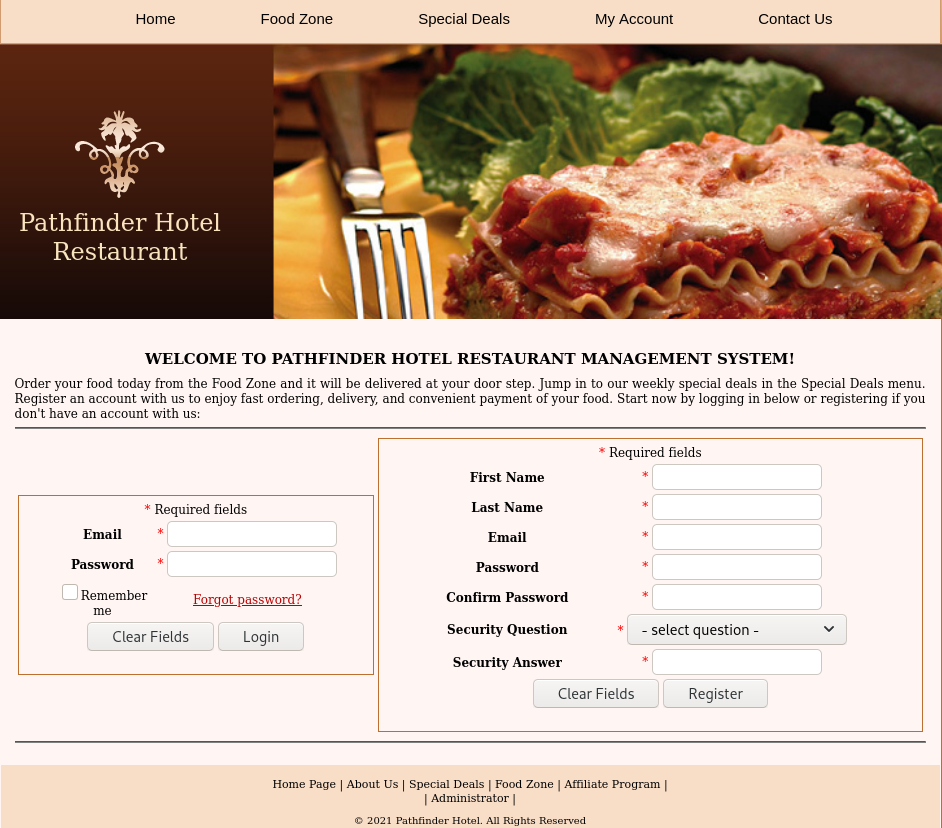 Home Food Zone Special Deals My Account Contact Us
Pathfinder Hotel
Restaurant
WELCOME TO PATHFINDER HOTEL RESTAURANT MANAGEMENT SYSTEM!
Order your food today from the Food Zone and it will be delivered at your door step. Jump in to our weekly special deals in the Special Deals menu.
Register an account with us to enjoy fast ordering, delivery, and convenient payment of your food. Start now by logging in below or registering if you
don't have an account with us:
* Required fields
Email *
Password *
Remember
me
Forgot password?
Clear Fields Login
* Required fields
First Name *
Last Name *
Email *
Password *
Confirm Password *
Security Question * - select question -
Security Answer *
Clear Fields Register
Home Page | About Us | Special Deals | Food Zone | Affiliate Program |
| Administrator |
© 2021 Pathfinder Hotel. All Rights Reserved